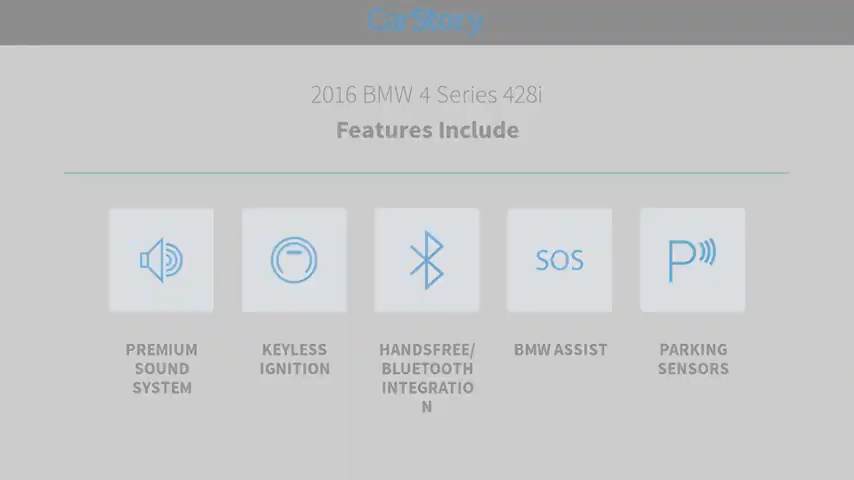 CarStory
2016 BMW 4 Series 428i
Features Include
SOS
P
PREMIUM
SOUND
SYSTEM
KEYLESS
IGNITION
HANDSFREE/
BLUETOOTH
INTEGRATIO
N
BMW ASSIST
PARKING
SENSORS